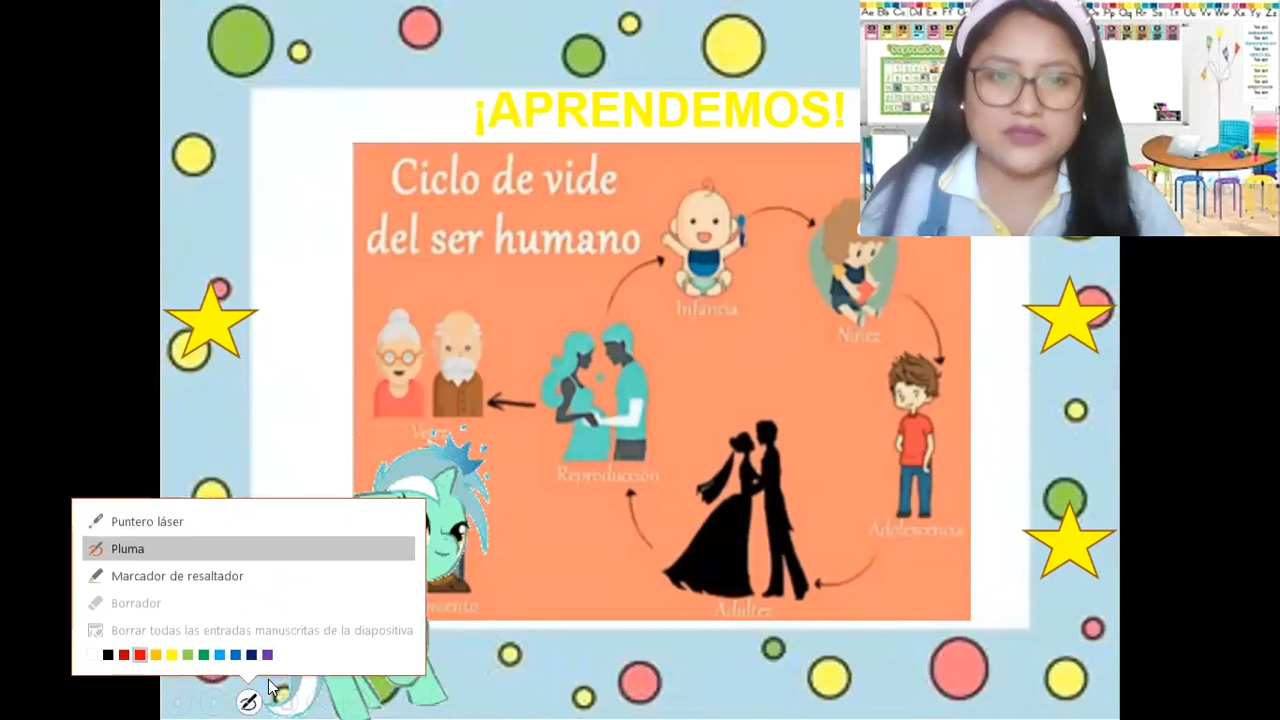 ¡APRENDEMOS!
Ciclo de vide
del ser humano
Infancia
Niñez
Adolescencia
Adultez
Reproducción
Puntero láser
Pluma
Marcador de resaltador
Borrador
Borrar todas las entradas manuscritas de la diapositiva